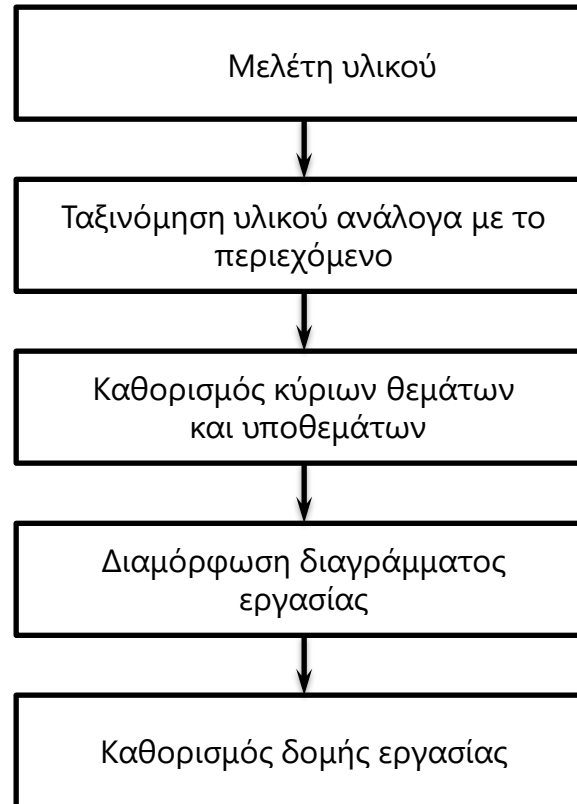 Μελέτη υλικού
Ταξινόμηση υλικού ανάλογα με το
περιεχόμενο
Καθορισμός κύριων θεμάτων
και υποθεμάτων
Διαμόρφωση διαγράμματος
εργασίας
Καθορισμός δομής εργασίας